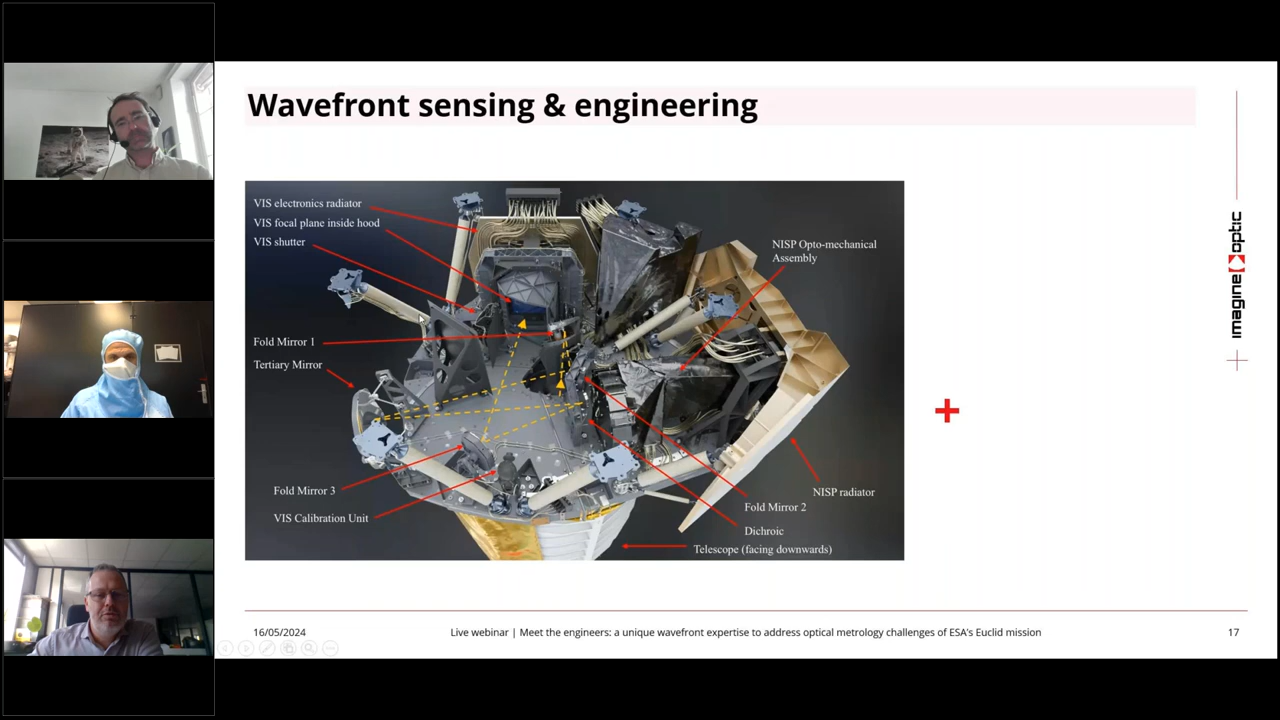 Wavefront sensing & engineering
VIS electronics radiator
VIS focal plane inside hood
VIS shutter
NISP Opto-mechanical
Assembly
Fold Mirror 1
Tertiary Mirror
Fold Mirror 3
VIS Calibration Unit
NISP radiator
Fold Mirror 2
Dichroic
Telescope (facing downwards)
imagine optic
16/05/2024
Live webinar | Meet the engineers: a unique wavefront expertise to address optical metrology challenges of ESA's Euclid mission
17